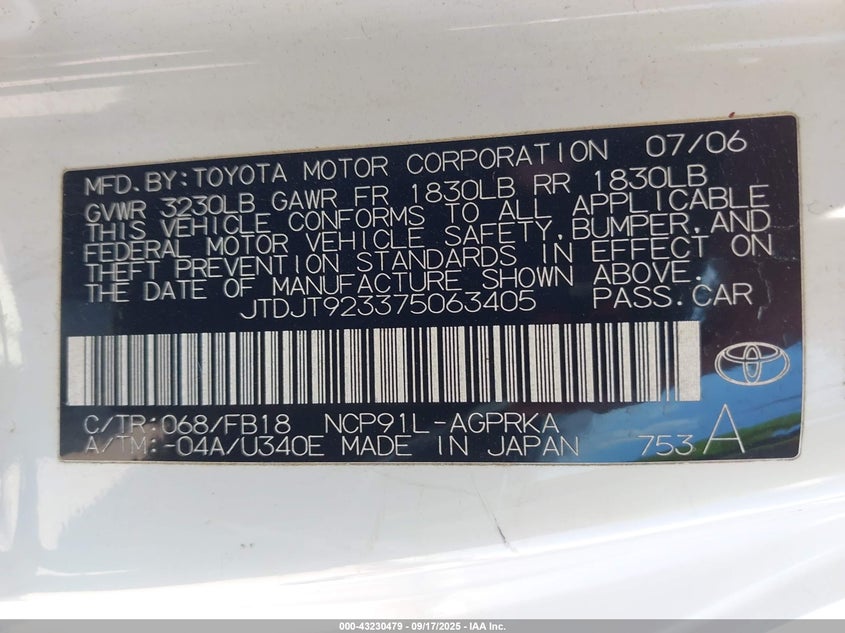 MFD.BY:TOYOTA MOTOR CORPORATION 07/06
GVWR 3230LB GAWR FR 1830LB RR 1830LB
THIS VEHICLE CONFORMS TO ALL APPLICABLE
FEDERAL MOTOR VEHICLE SAFETY,BUMPER,AND
THEFT PREVENTION STANDARDS IN EFFECT ON
THE DATE OF MANUFACTURE SHOWN ABOVE.
JTDJT923375063405 PASS.CAR
C/TR:068/FB18 NCP91L-AGPRKA
A/TM:-04A/U340E MADE IN JAPAN 753A
000-43230479 - 09/17/2025 - IAA Inc.